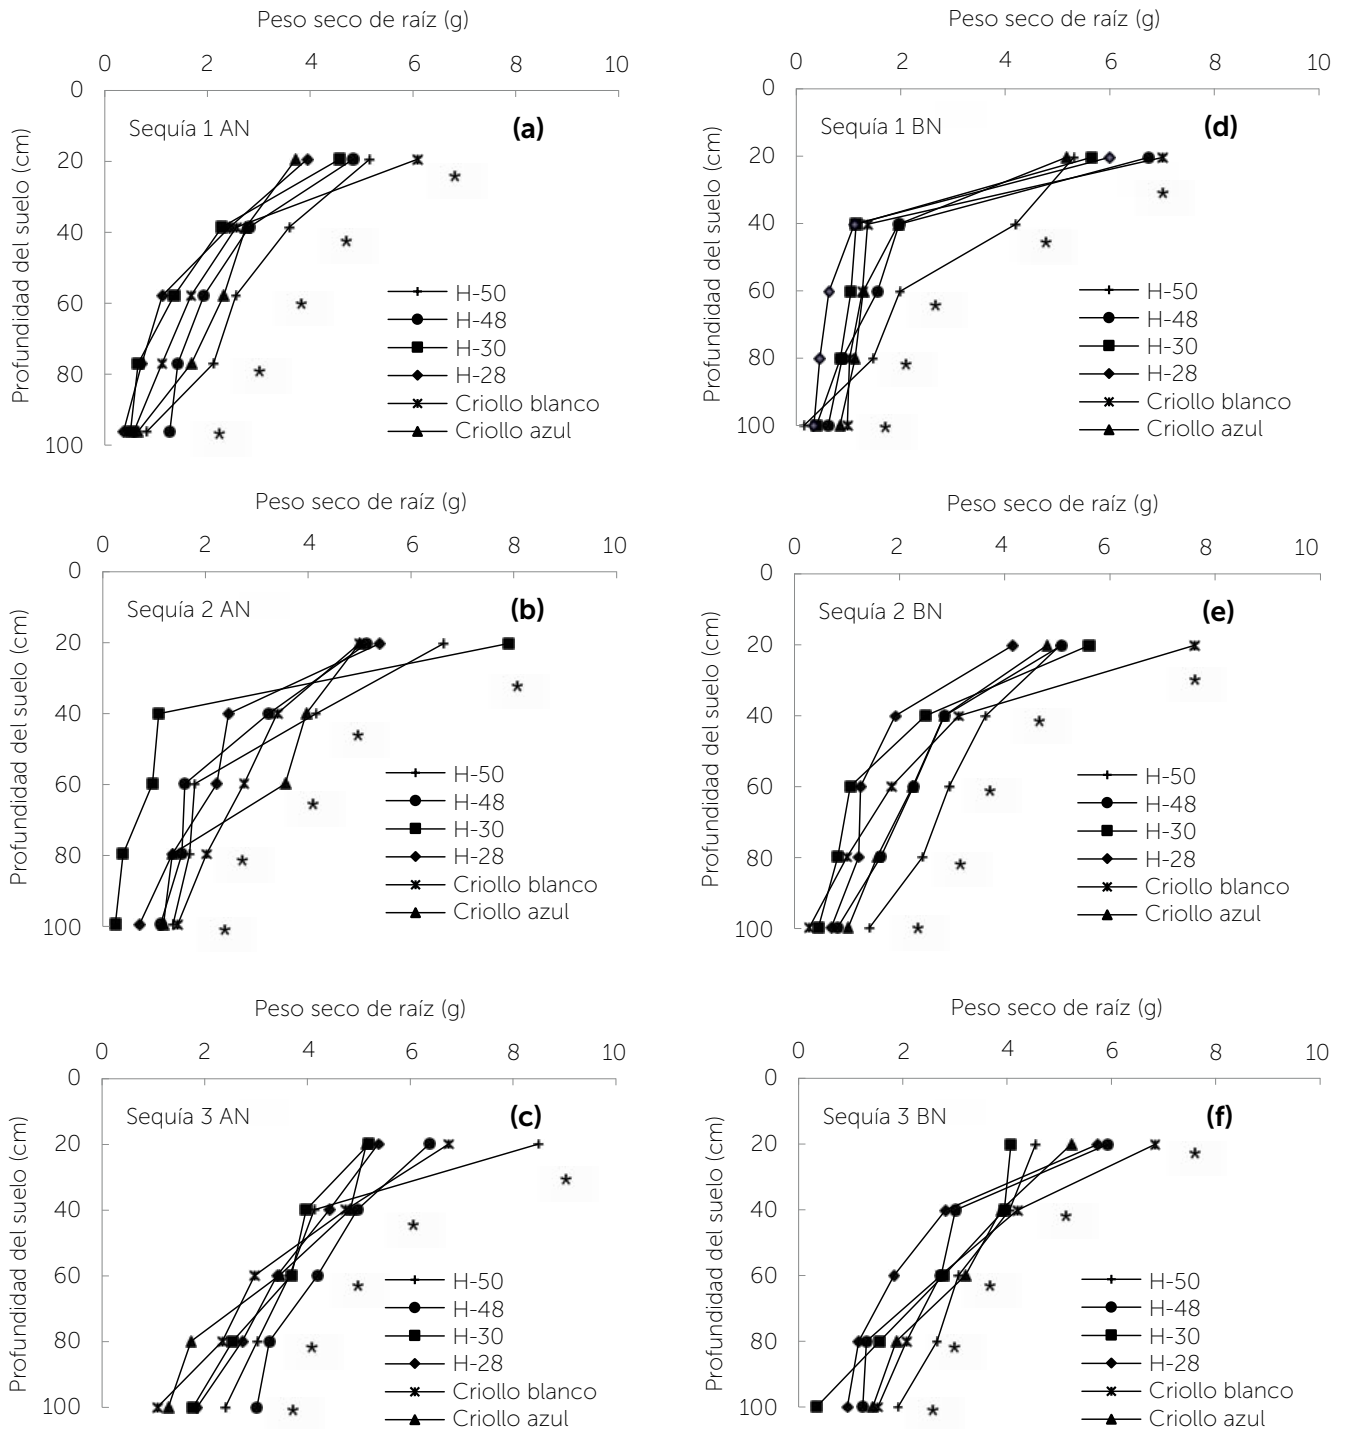 Peso seco de raíz (g)
0 2 4 6 8 10
0
20
40
60
80
100
Profundidad del suelo (cm)
Sequía 1 AN
(a)
*
*
*
*
*
H-50
H-48
H-30
H-28
Criollo blanco
Criollo azul
Peso seco de raíz (g)
0 2 4 6 8 10
0
20
40
60
80
100
Profundidad del suelo (cm)
Sequía 1 BN
(d)
*
*
*
*
*
H-50
H-48
H-30
H-28
Criollo blanco
Criollo azul
Peso seco de raíz (g)
0 2 4 6 8 10
0
20
40
60
80
100
Profundidad del suelo (cm)
Sequía 2 AN
(b)
*
*
*
*
*
H-50
H-48
H-30
H-28
Criollo blanco
Criollo azul
Peso seco de raíz (g)
0 2 4 6 8 10
0
20
40
60
80
100
Profundidad del suelo (cm)
Sequía 2 BN
(e)
*
*
*
*
*
H-50
H-48
H-30
H-28
Criollo blanco
Criollo azul
Peso seco de raíz (g)
0 2 4 6 8 10
0
20
40
60
80
100
Profundidad del suelo (cm)
Sequía 3 AN
(c)
*
*
*
*
*
H-50
H-48
H-30
H-28
Criollo blanco
Criollo azul
Peso seco de raíz (g)
0 2 4 6 8 10
0
20
40
60
80
100
Profundidad del suelo (cm)
Sequía 3 BN
(f)
*
*
*
*
*
H-50
H-48
H-30
H-28
Criollo blanco
Criollo azul